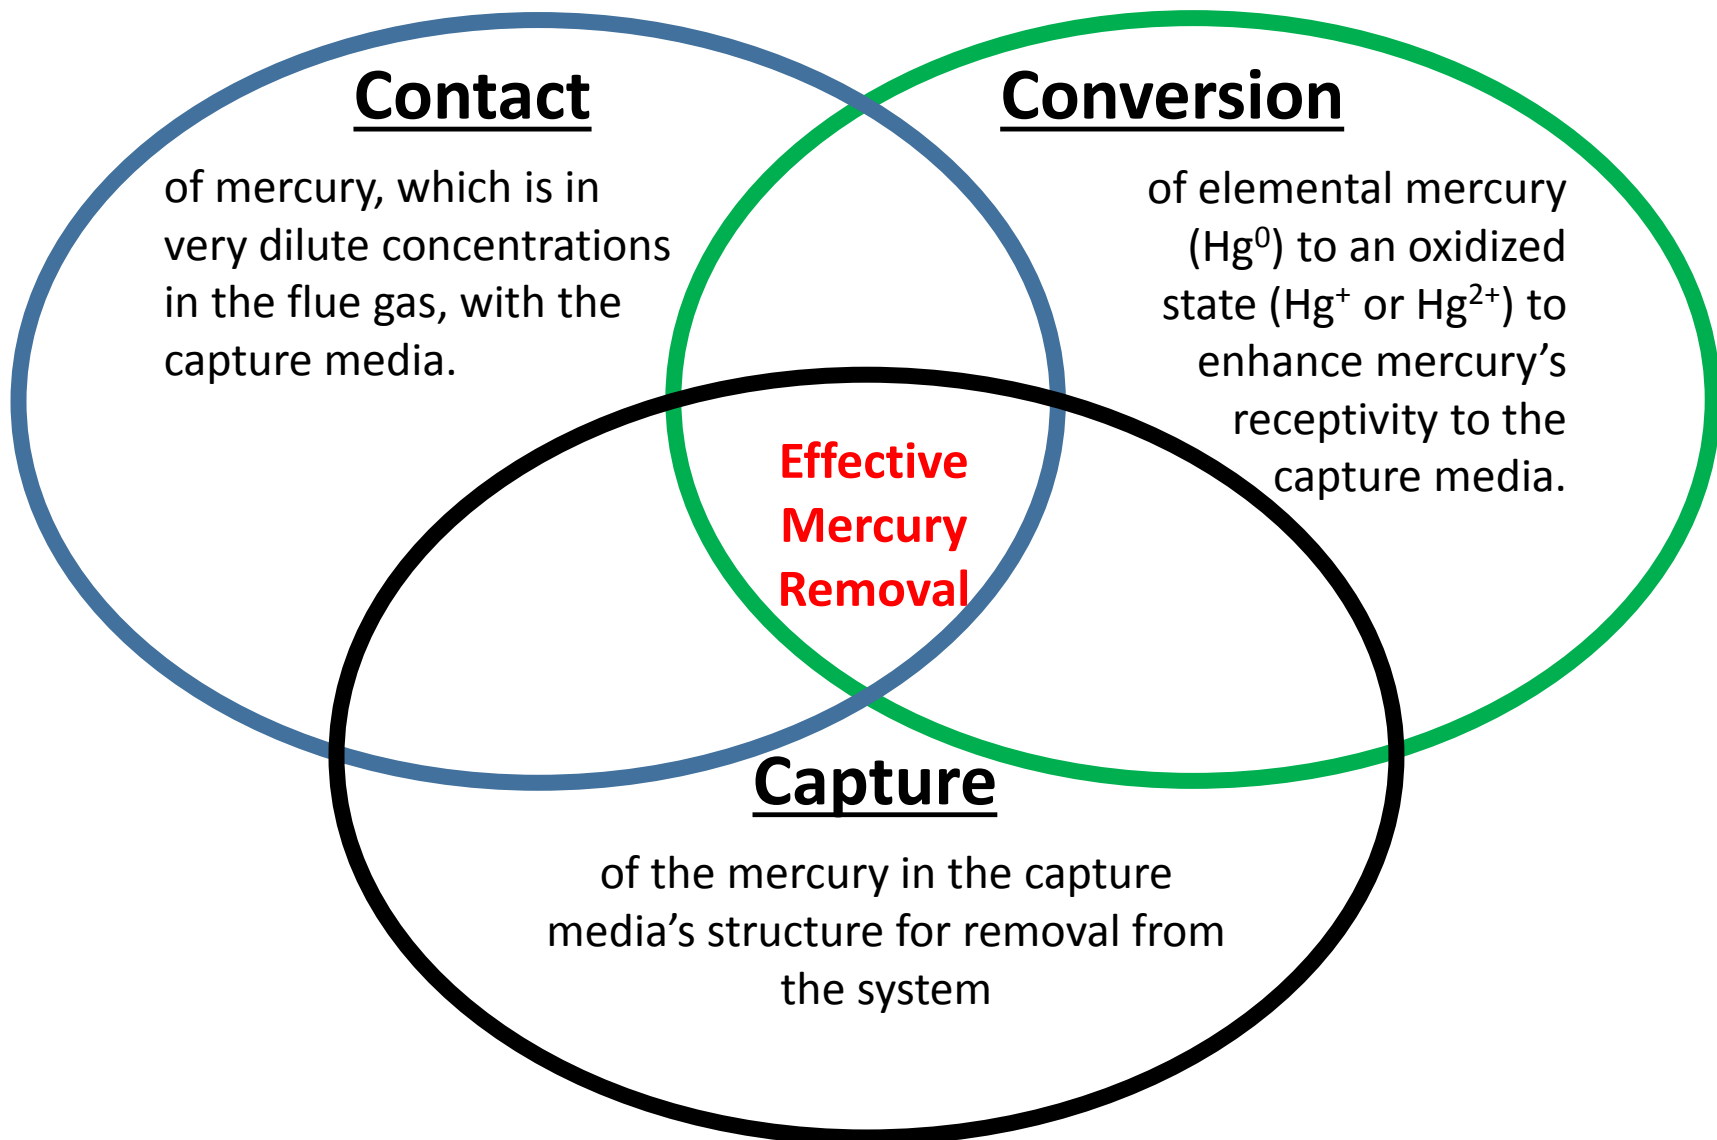 Contact
of mercury, which is in
very dilute concentrations
in the flue gas, with the
capture media.
Conversion
of elemental mercury
(Hg⁰) to an oxidized
state (Hg⁺ or Hg²⁺) to
enhance mercury’s
receptivity to the
capture media.
Effective
Mercury
Removal
Capture
of the mercury in the capture
media’s structure for removal from
the system